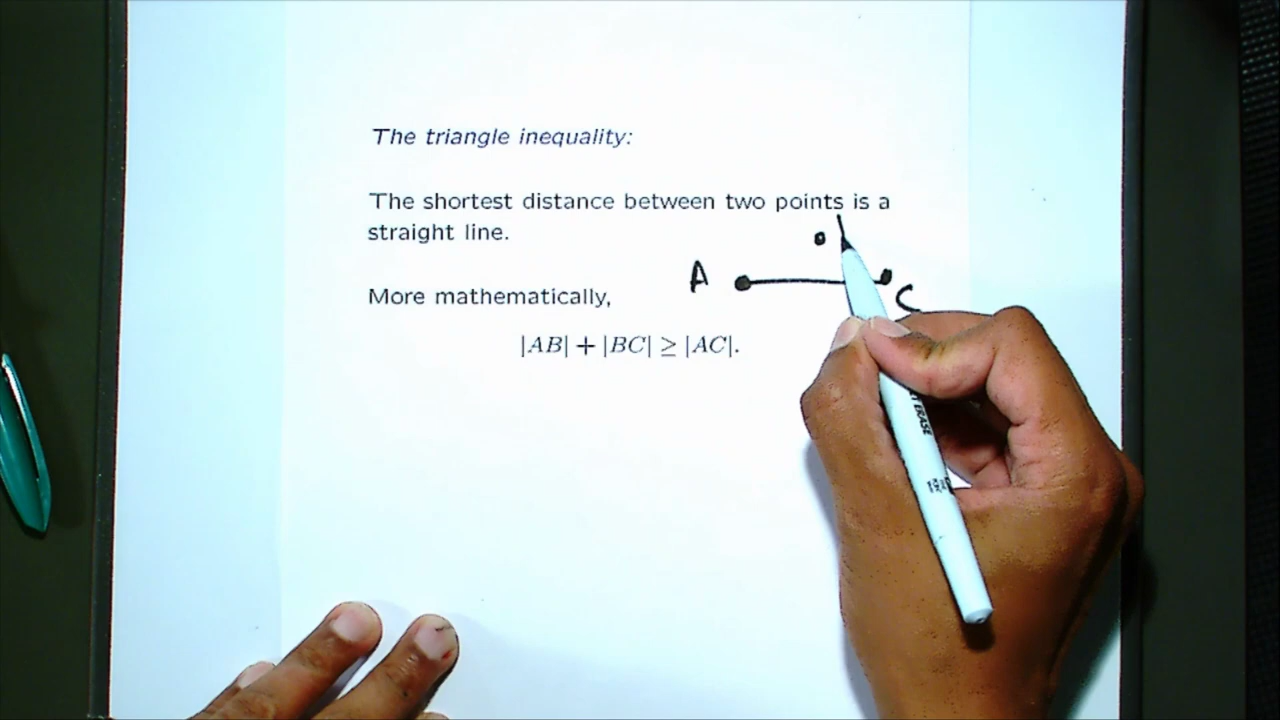 The triangle inequality:
The shortest distance between two points is a
straight line.
A
C
More mathematically,
|AB| + |BC| ≥ |AC|.